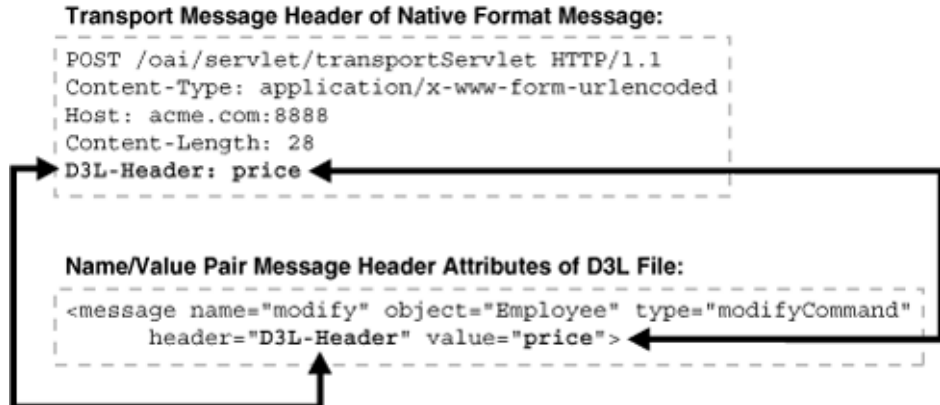 Transport Message Header of Native Format Message:
POST /oai/servlet/transportServlet HTTP/1.1
Content-Type: application/x-www-form-urlencoded
Host: acme.com:8888
Content-Length: 28
D3L-Header: price
Name/Value Pair Message Header Attributes of D3L File:
<message name="modify" object="Employee" type="modifyCommand"
header="D3L-Header" value="price">